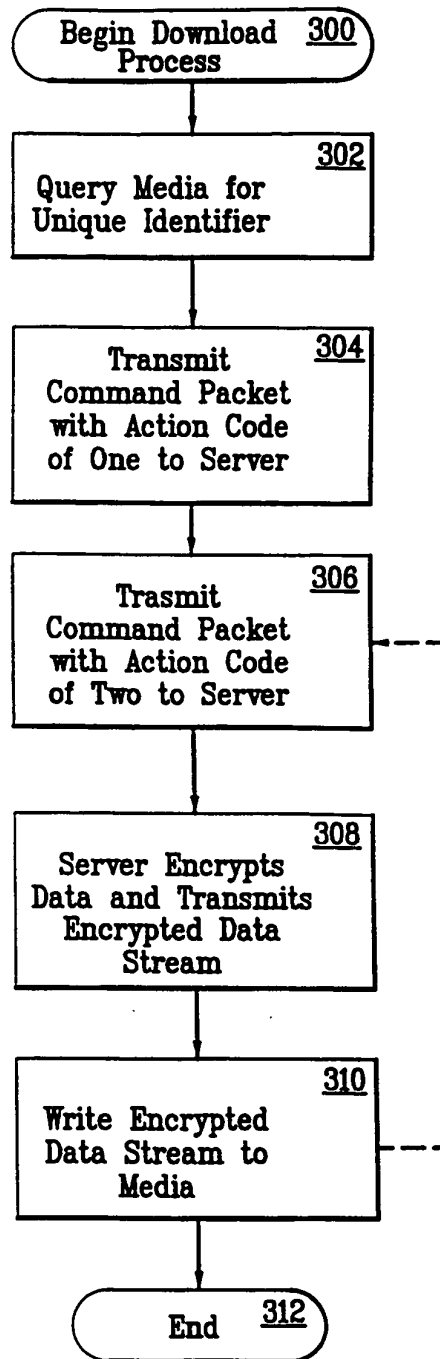 Begin Download 300
Process
302
Query Media for
Unique Identifier
304
Transmit
Command Packet
with Action Code
of One to Server
306
Trasmit
Command Packet
with Action Code
of Two to Server
308
Server Encrypts
Data and Transmits
Encrypted Data
Stream
310
Write Encrypted
Data Stream to
Media
End 312